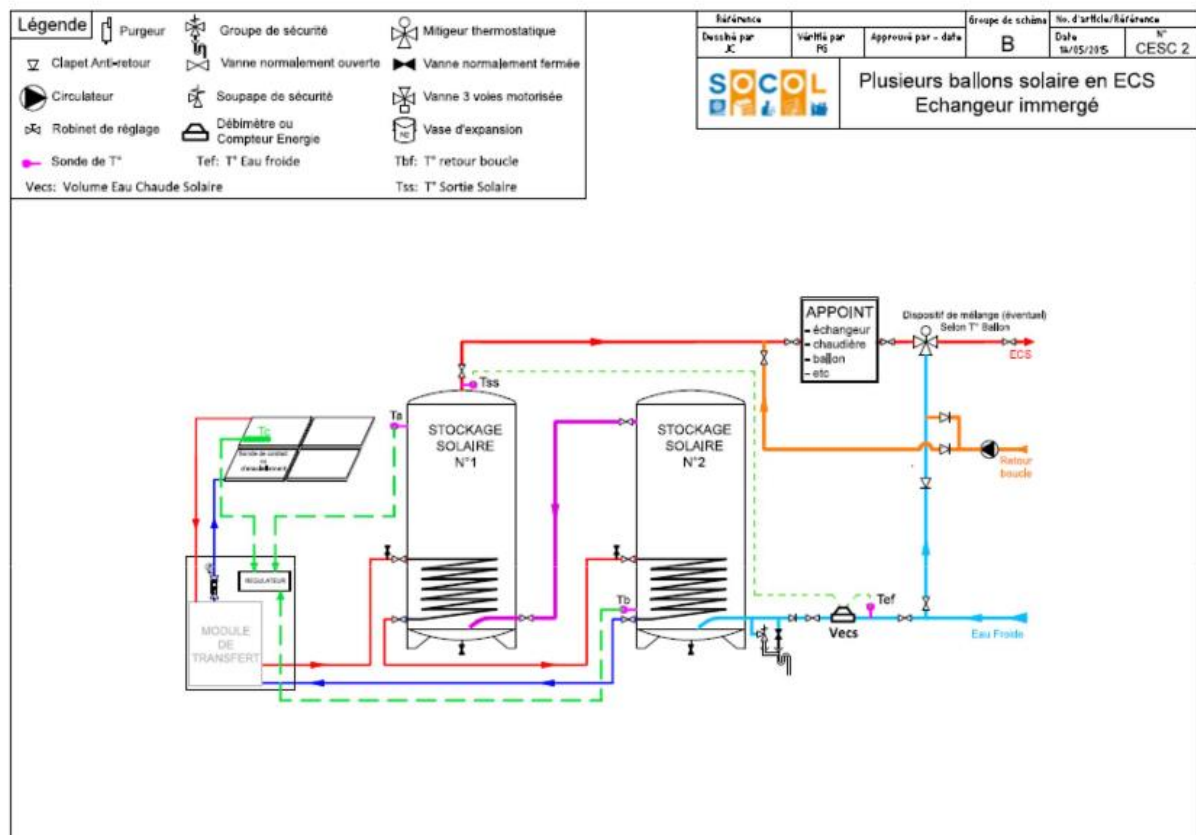 Légende
Purgeur
Groupe de sécurité
Mitigeur thermostatique
Clapet Anti-retour
Vanne normalement ouverte
Vanne normalement fermée
Circulateur
Soupape de sécurité
Vanne 3 voies motorisée
Robinet de règlage
Débimètre ou
Compteur Energie
Vase d'expansion
Sonde de T°
Tef: T° Eau froide
Tbf: T° retour boucle
Vecs: Volume Eau Chaude Solaire
Tss: T° Sortie Solaire
Référence
Groupe de schéma
No. d'article/Référence
Dessiné par
JC
Vérifié par
PG
Approuvé par - date
B
Date
14/05/2015
N°
CESC 2
SOCOL
Plusieurs ballons solaire en ECS
Echangeur immergé
APPOINT
- échangeur
- chaudière
- ballon
- etc
Dispositif de mélange (éventuel)
Selon T° Ballon
ECS
Tss
Ta
Tc
STOCKAGE
SOLAIRE
N°1
STOCKAGE
SOLAIRE
N°2
Retour
boucle
REGULATEUR
Tb
Tef
MODULE
DE
TRANSFERT
Vecs
Eau Froide